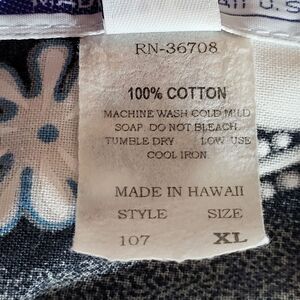 MADE
U.S
RN-36708
100% COTTON
MACHINE WASH COLD MILD
SOAP. DO NOT BLEACH.
TUMBLE DRY LOW. USE
COOL IRON.
MADE IN HAWAII
STYLE SIZE
107 XL